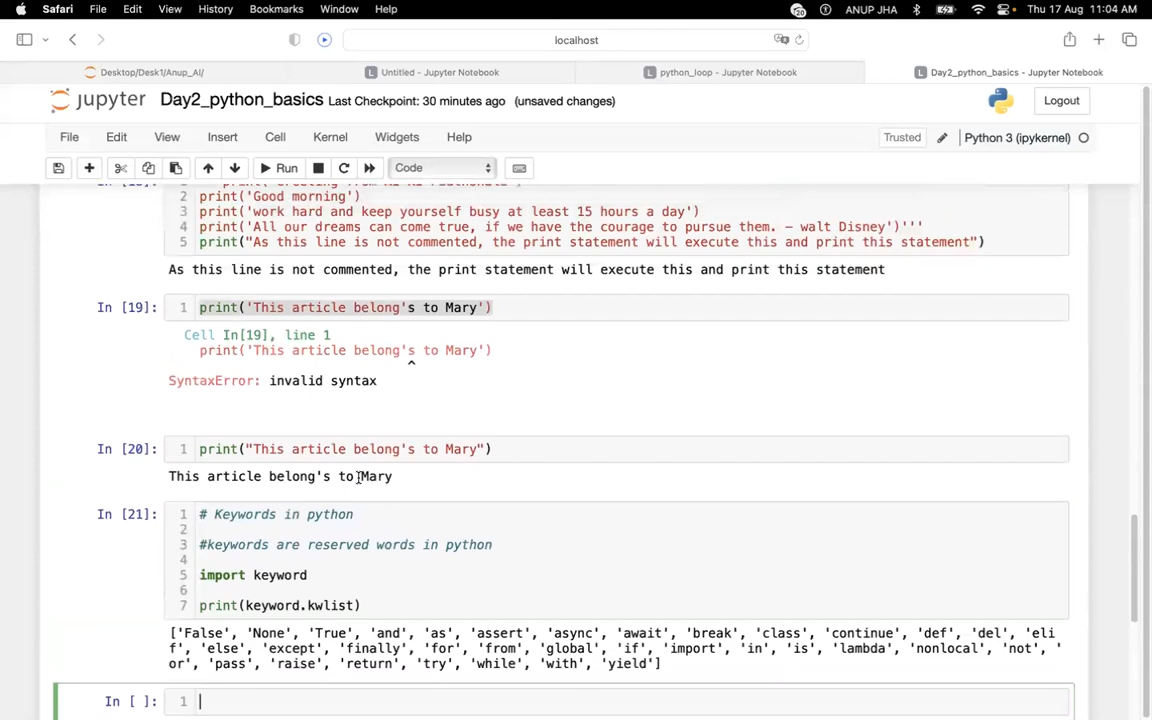 Safari File Edit View History Bookmarks Window Help 20 ANUP JHA Thu 17 Aug 11:04 AM
localhost
Desktop/Desk1/Anup_AI/ Untitled - Jupyter Notebook python_loop - Jupyter Notebook Day2_python_basics - Jupyter Notebook
jupyter Day2_python_basics Last Checkpoint: 30 minutes ago (unsaved changes) Logout
File Edit View Insert Cell Kernel Widgets Help Trusted Python 3 (ipykernel)
Run Code
2 print('Good morning')
3 print('work hard and keep yourself busy at least 15 hours a day')
4 print('All our dreams can come true, if we have the courage to pursue them. – walt Disney')'''
5 print("As this line is not commented, the print statement will execute this and print this statement")
As this line is not commented, the print statement will execute this and print this statement
In [19]: 1 print('This article belong's to Mary')
Cell In[19], line 1
print('This article belong's to Mary')
^
SyntaxError: invalid syntax
In [20]: 1 print("This article belong's to Mary")
This article belong's to Mary
In [21]: 1 # Keywords in python
2
3 #keywords are reserved words in python
4
5 import keyword
6
7 print(keyword.kwlist)
['False', 'None', 'True', 'and', 'as', 'assert', 'async', 'await', 'break', 'class', 'continue', 'def', 'del', 'eli
f', 'else', 'except', 'finally', 'for', 'from', 'global', 'if', 'import', 'in', 'is', 'lambda', 'nonlocal', 'not', '
or', 'pass', 'raise', 'return', 'try', 'while', 'with', 'yield']
In [ ]: 1